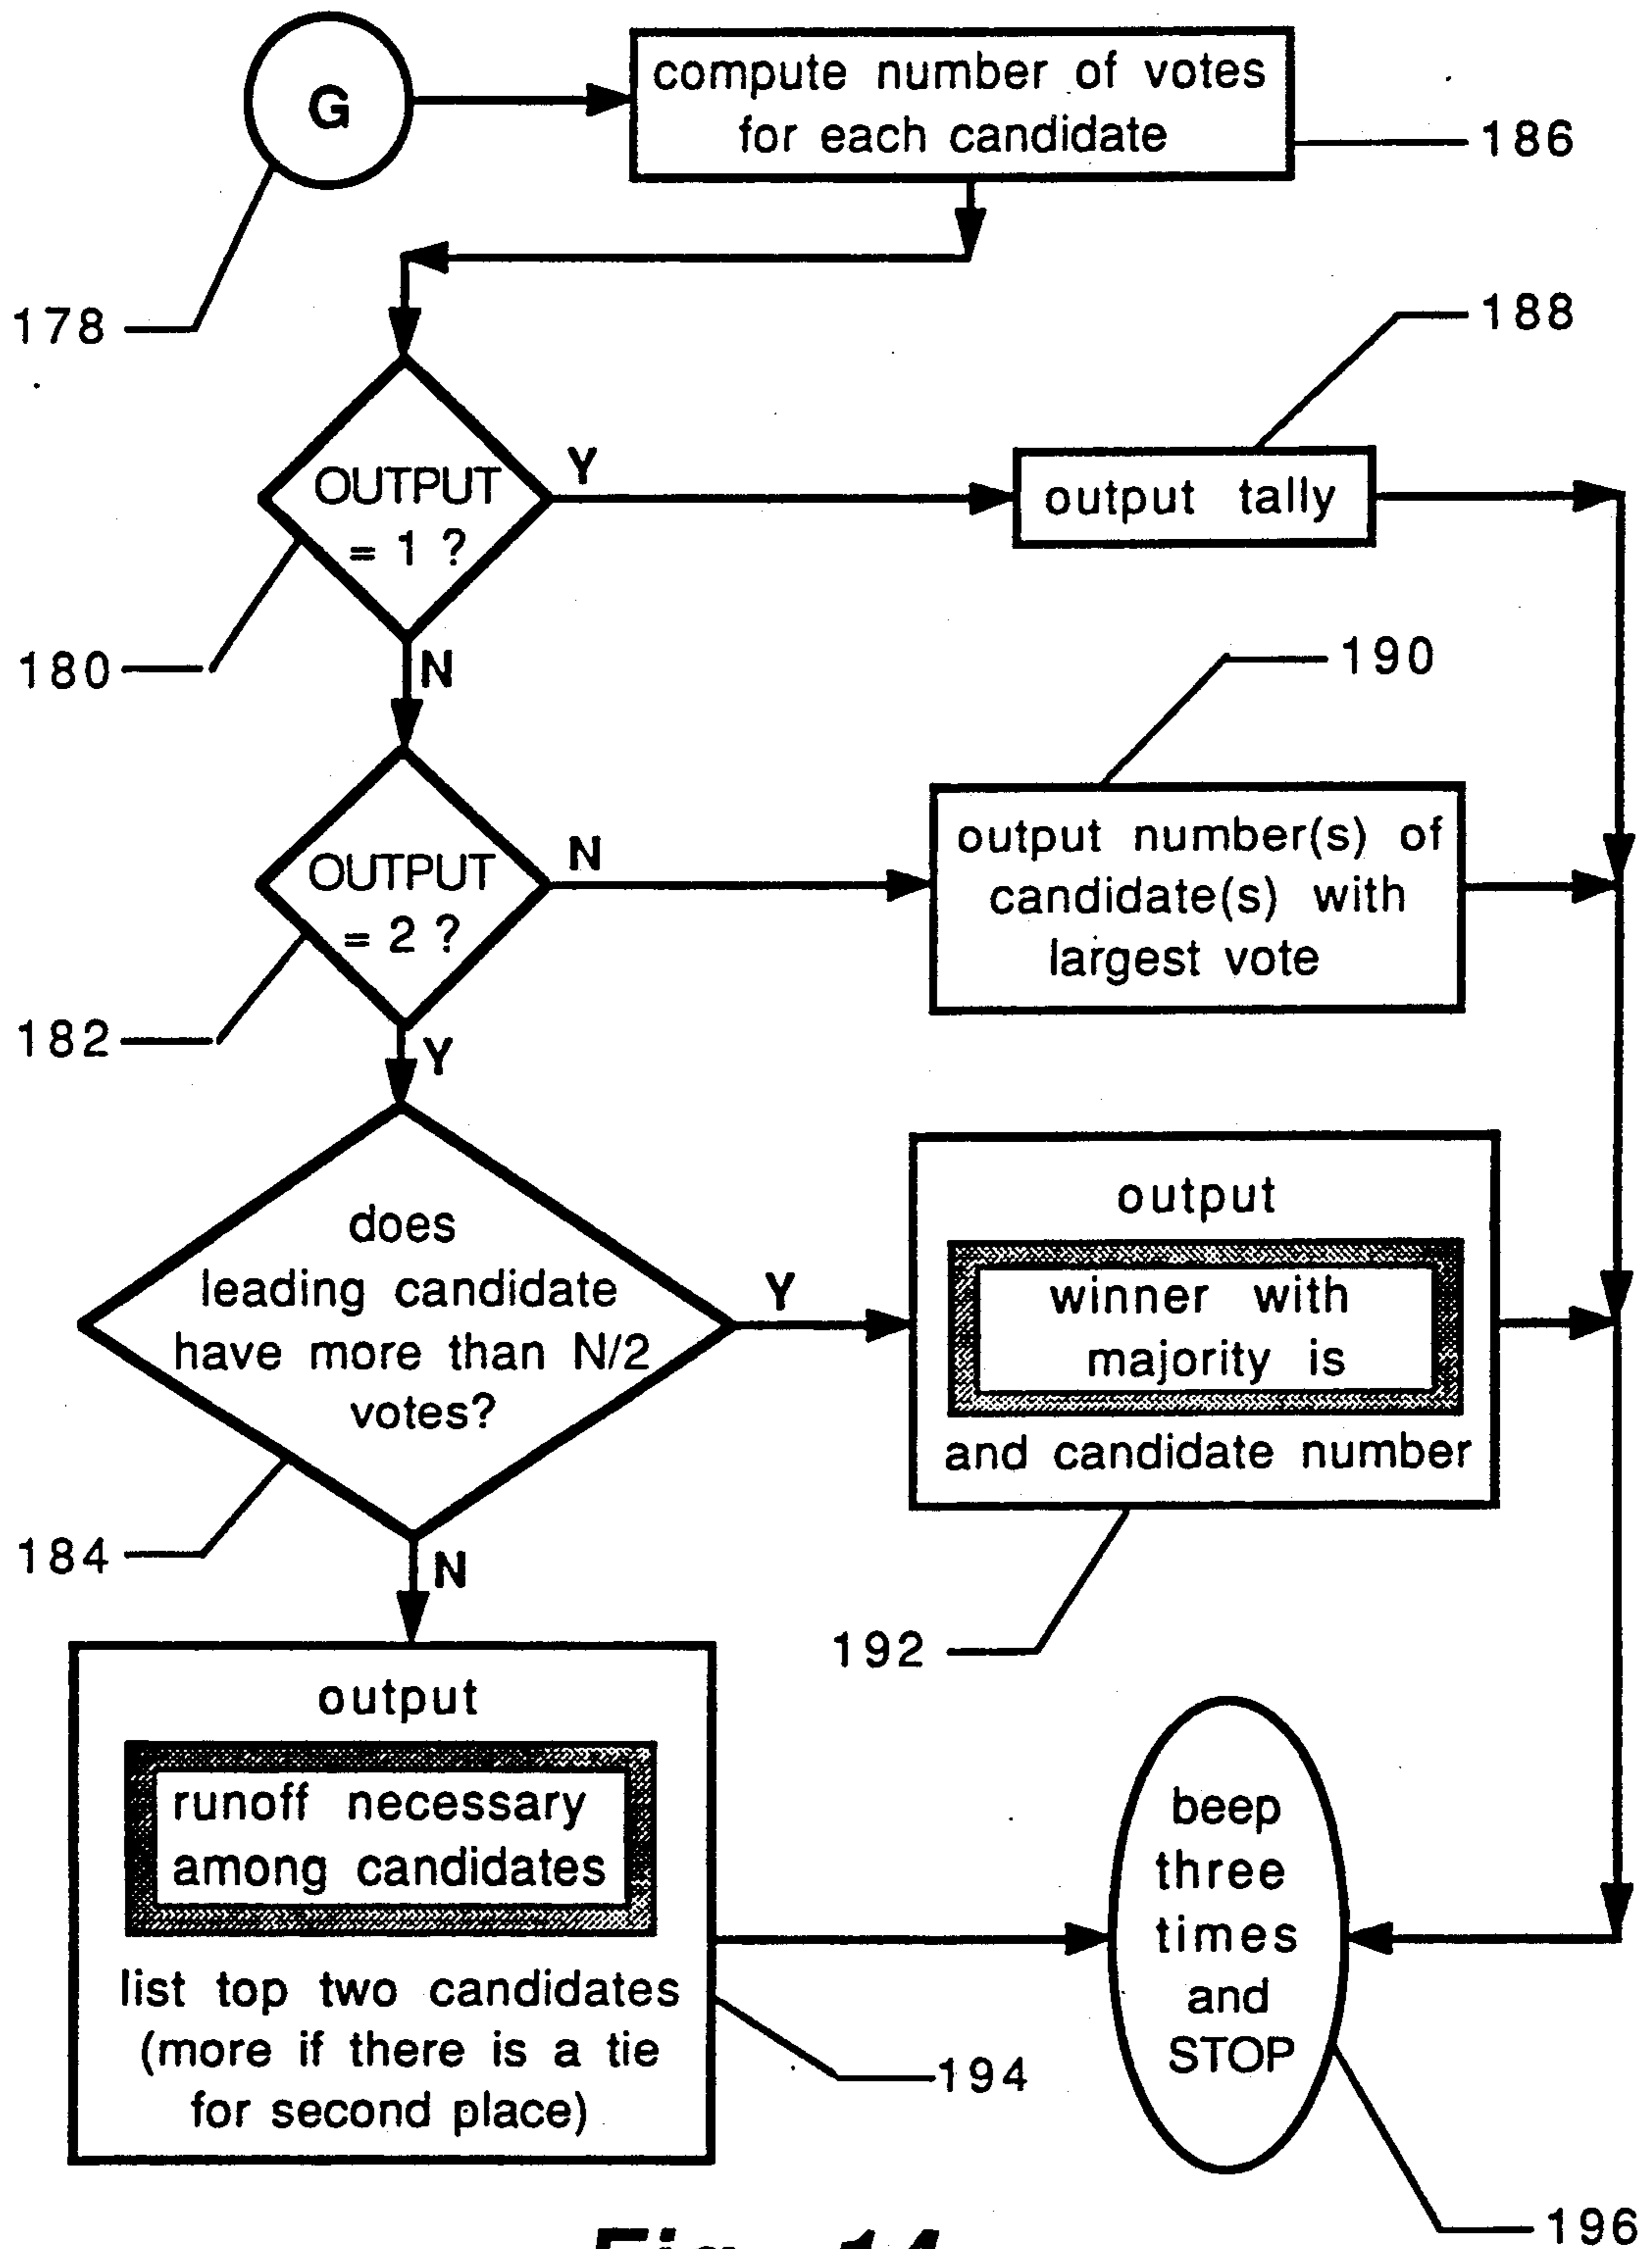 G
compute number of votes
for each candidate
186
178
188
OUTPUT
= 1 ?
Y
output tally
180
N
190
OUTPUT
= 2 ?
N
output number(s) of
candidate(s) with
largest vote
182
Y
does
leading candidate
have more than N/2
votes?
Y
output
winner with
majority is
and candidate number
184
N
192
output
runoff necessary
among candidates
list top two candidates
(more if there is a tie
for second place)
194
beep
three
times
and
STOP
196
Fig. 14